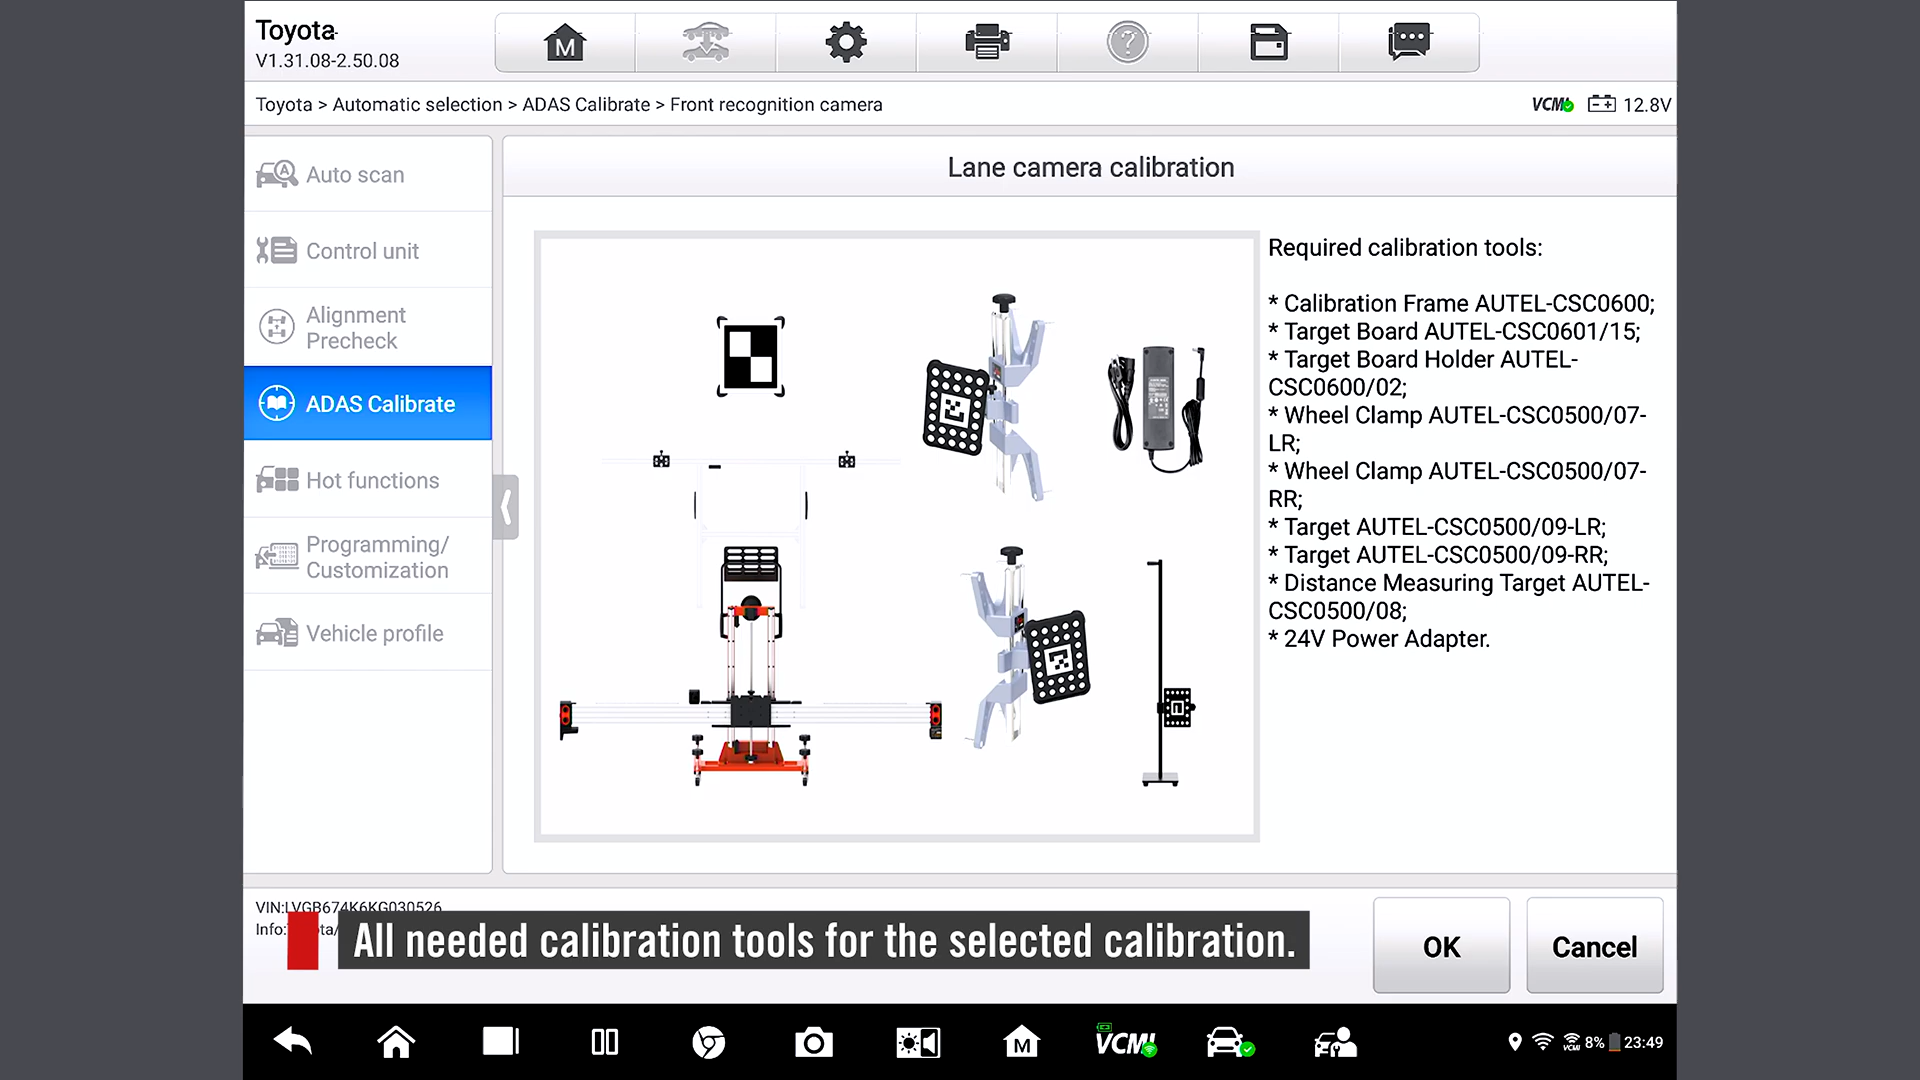 Toyota
V1.31.08-2.50.08
M
Toyota > Automatic selection > ADAS Calibrate > Front recognition camera
VCMI
12.8V
Auto scan
Control unit
Alignment
Precheck
ADAS Calibrate
Hot functions
Programming/
Customization
Vehicle profile
Lane camera calibration
Required calibration tools:
* Calibration Frame AUTEL-CSC0600;
* Target Board AUTEL-CSC0601/15;
* Target Board Holder AUTEL-
CSC0600/02;
* Wheel Clamp AUTEL-CSC0500/07-
LR;
* Wheel Clamp AUTEL-CSC0500/07-
RR;
* Target AUTEL-CSC0500/09-LR;
* Target AUTEL-CSC0500/09-RR;
* Distance Measuring Target AUTEL-
CSC0500/08;
* 24V Power Adapter.
VIN:LVGB674K6KG030526
Info:
All needed calibration tools for the selected calibration.
OK
Cancel
M
VCMI
VCMI
8%
23:49